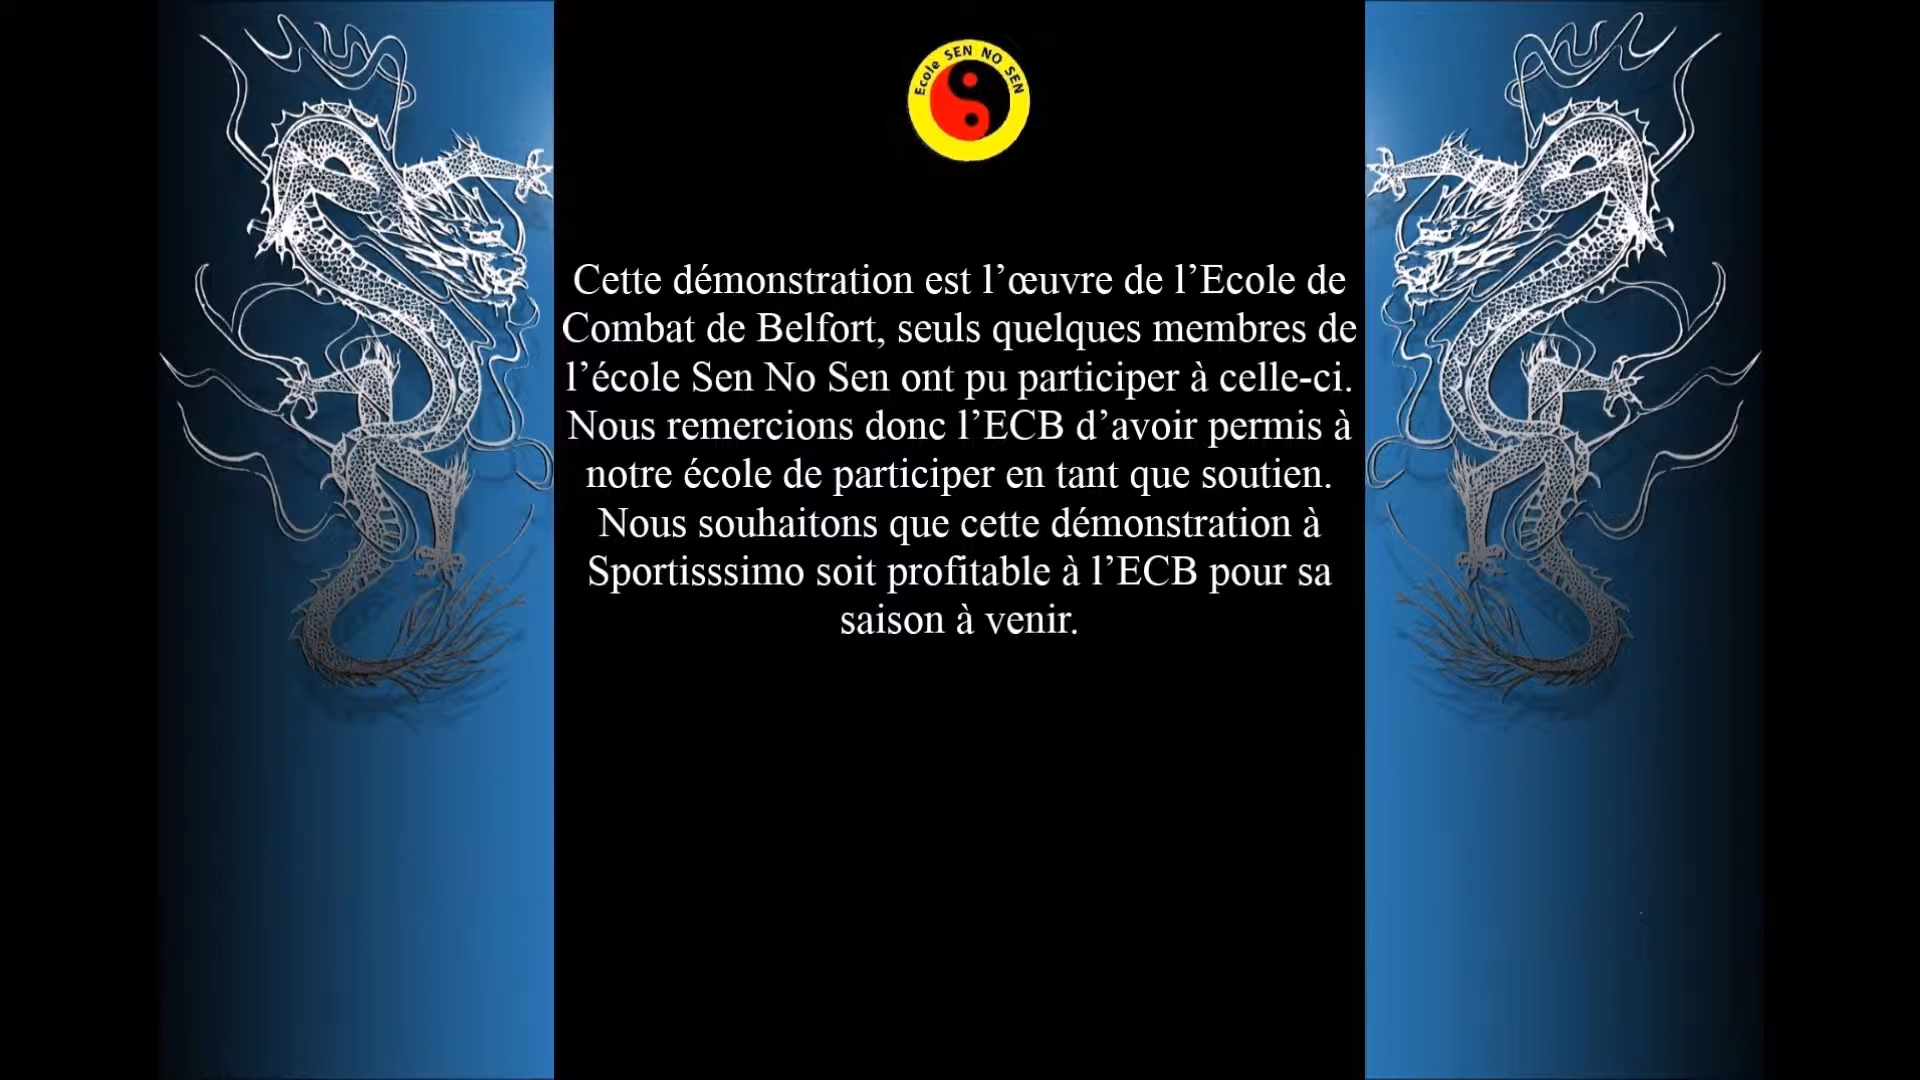 Ecole SEN NO SEN
Cette démonstration est l’œuvre de l’Ecole de
Combat de Belfort, seuls quelques membres de
l’école Sen No Sen ont pu participer à celle-ci.
Nous remercions donc l’ECB d’avoir permis à
notre école de participer en tant que soutien.
Nous souhaitons que cette démonstration à
Sportisssimo soit profitable à l’ECB pour sa
saison à venir.